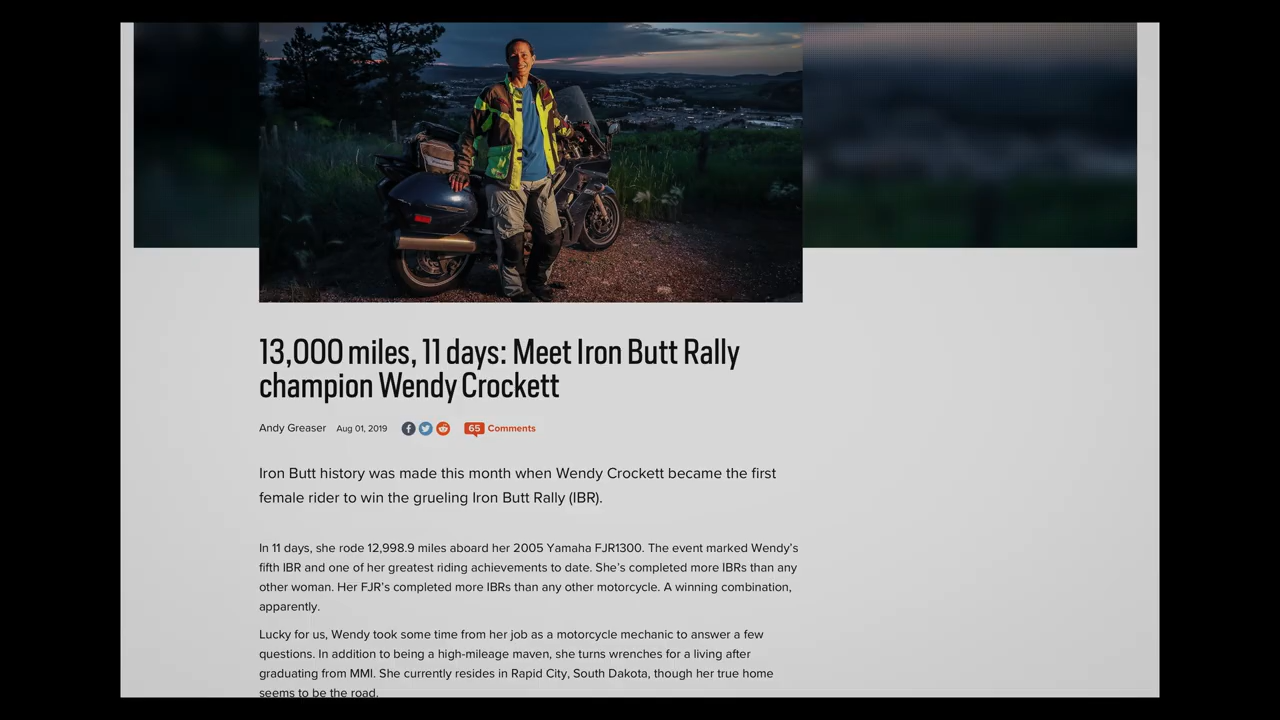 13,000 miles, 11 days: Meet Iron Butt Rally
champion Wendy Crockett
Andy Greaser Aug 01, 2019 65 Comments
Iron Butt history was made this month when Wendy Crockett became the first
female rider to win the grueling Iron Butt Rally (IBR).
In 11 days, she rode 12,998.9 miles aboard her 2005 Yamaha FJR1300. The event marked Wendy's
fifth IBR and one of her greatest riding achievements to date. She's completed more IBRs than any
other woman. Her FJR's completed more IBRs than any other motorcycle. A winning combination,
apparently.
Lucky for us, Wendy took some time from her job as a motorcycle mechanic to answer a few
questions. In addition to being a high-mileage maven, she turns wrenches for a living after
graduating from MMI. She currently resides in Rapid City, South Dakota, though her true home
seems to be the road.